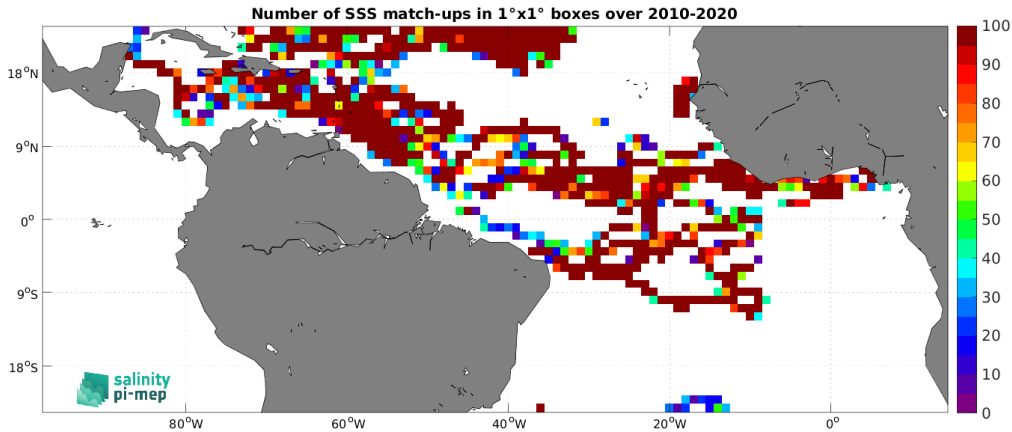 Number of SSS match-ups in 1°x1° boxes over 2010-2020
100
90
80
70
60
50
40
30
20
10
0
18°N
9°N
0°
9°S
18°S
80°W
60°W
40°W
20°W
0°
salinity
pi-mep